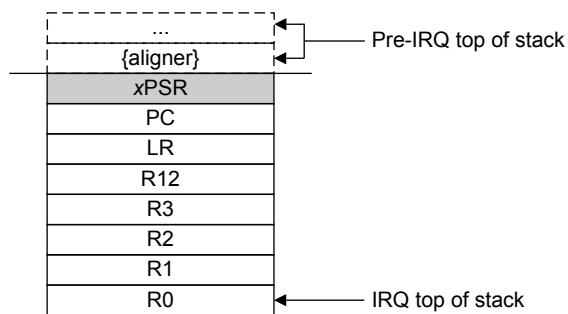 ...
Pre-IRQ top of stack
{aligner}
xPSR
PC
LR
R12
R3
R2
R1
R0
IRQ top of stack